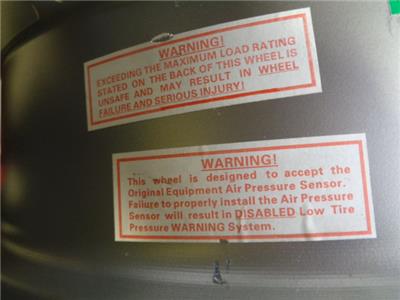 WARNING!
EXCEEDING THE MAXIMUM LOAD RATING
STATED ON THE BACK OF THIS WHEEL IS
UNSAFE AND MAY RESULT IN WHEEL
FAILURE AND SERIOUS INJURY!
WARNING!
This wheel is designed to accept the
Original Equipment Air Pressure Sensor.
Failure to properly install the Air Pressure
Sensor will result in DISABLED Low Tire
Pressure WARNING System.